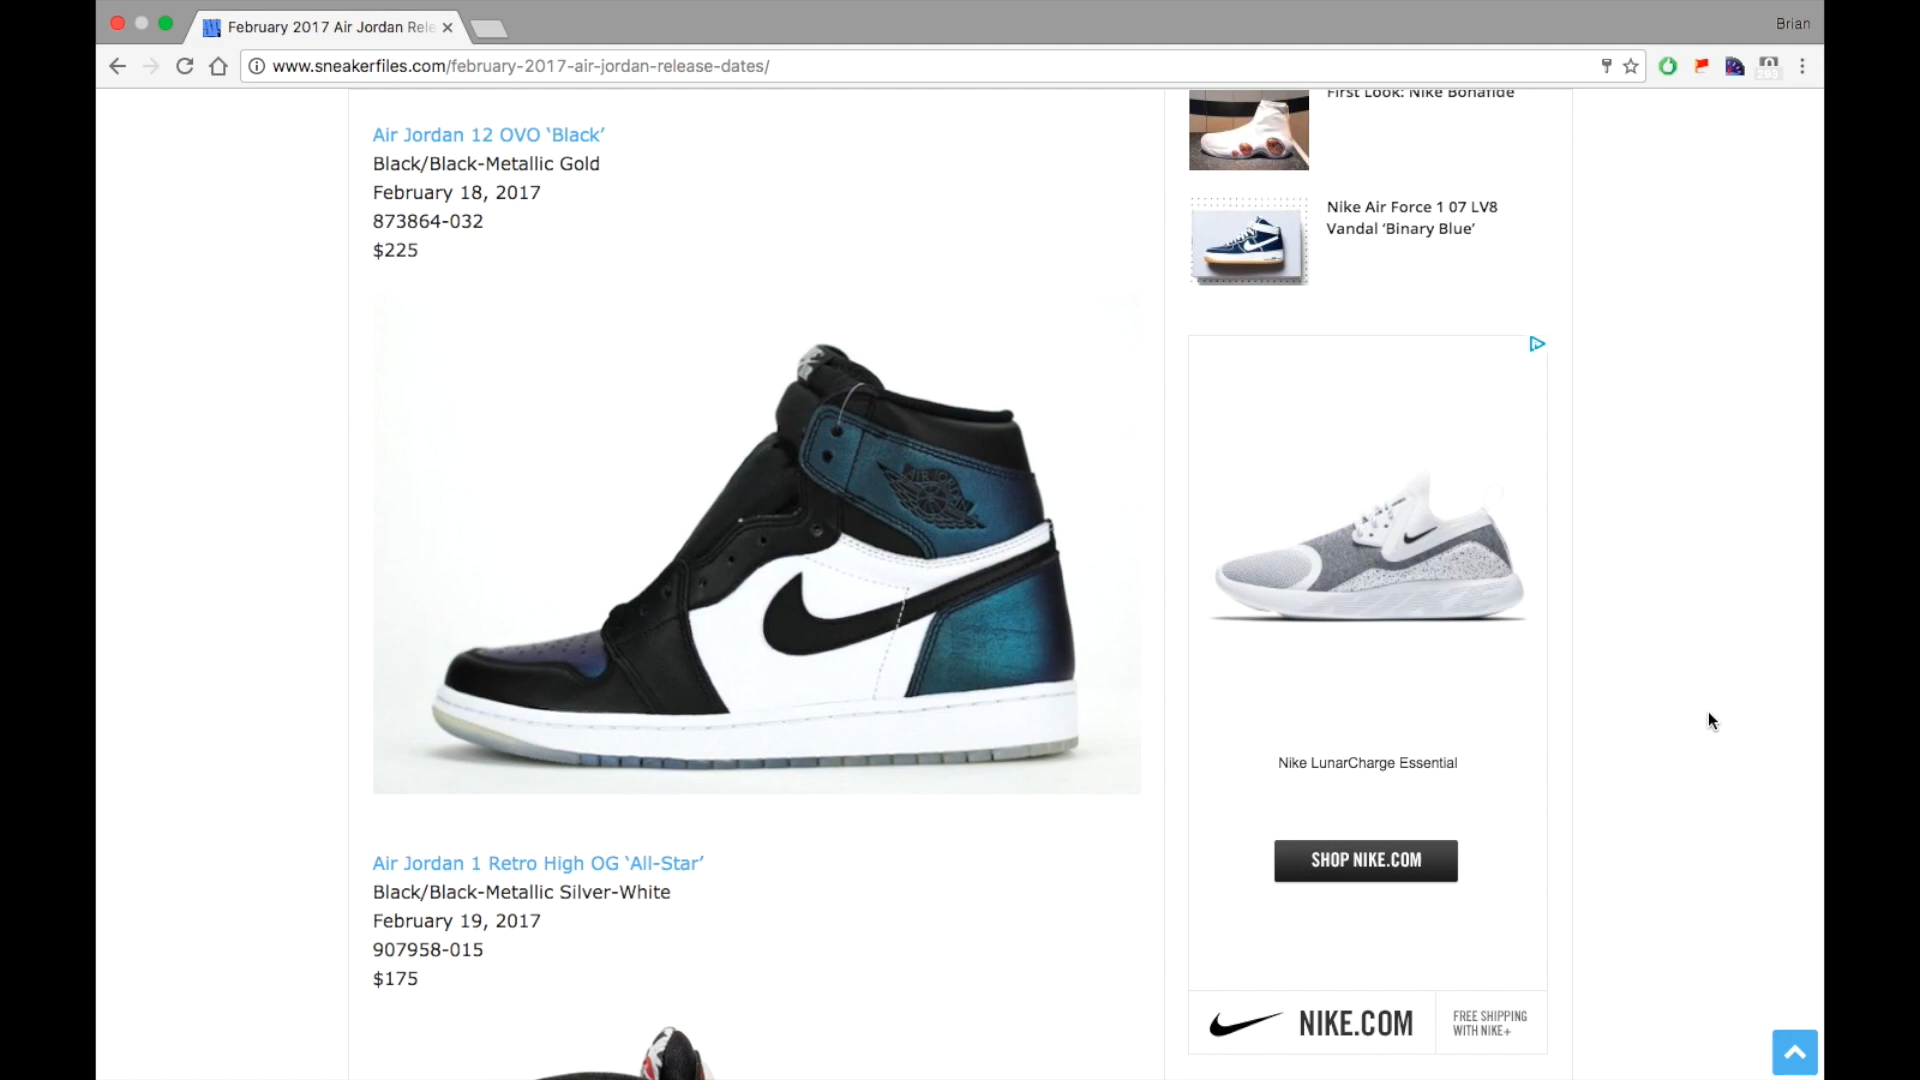 February 2017 Air Jordan Rele
Brian
www.sneakerfiles.com/february-2017-air-jordan-release-dates/
293
Air Jordan 12 OVO ‘Black’
Black/Black-Metallic Gold
February 18, 2017
873864-032
$225
AIR JORDAN
Air Jordan 1 Retro High OG ‘All-Star’
Black/Black-Metallic Silver-White
February 19, 2017
907958-015
$175
First Look: Nike Bonafide
Nike Air Force 1 07 LV8
Vandal ‘Binary Blue’
Nike LunarCharge Essential
SHOP NIKE.COM
NIKE.COM
FREE SHIPPING
WITH NIKE+